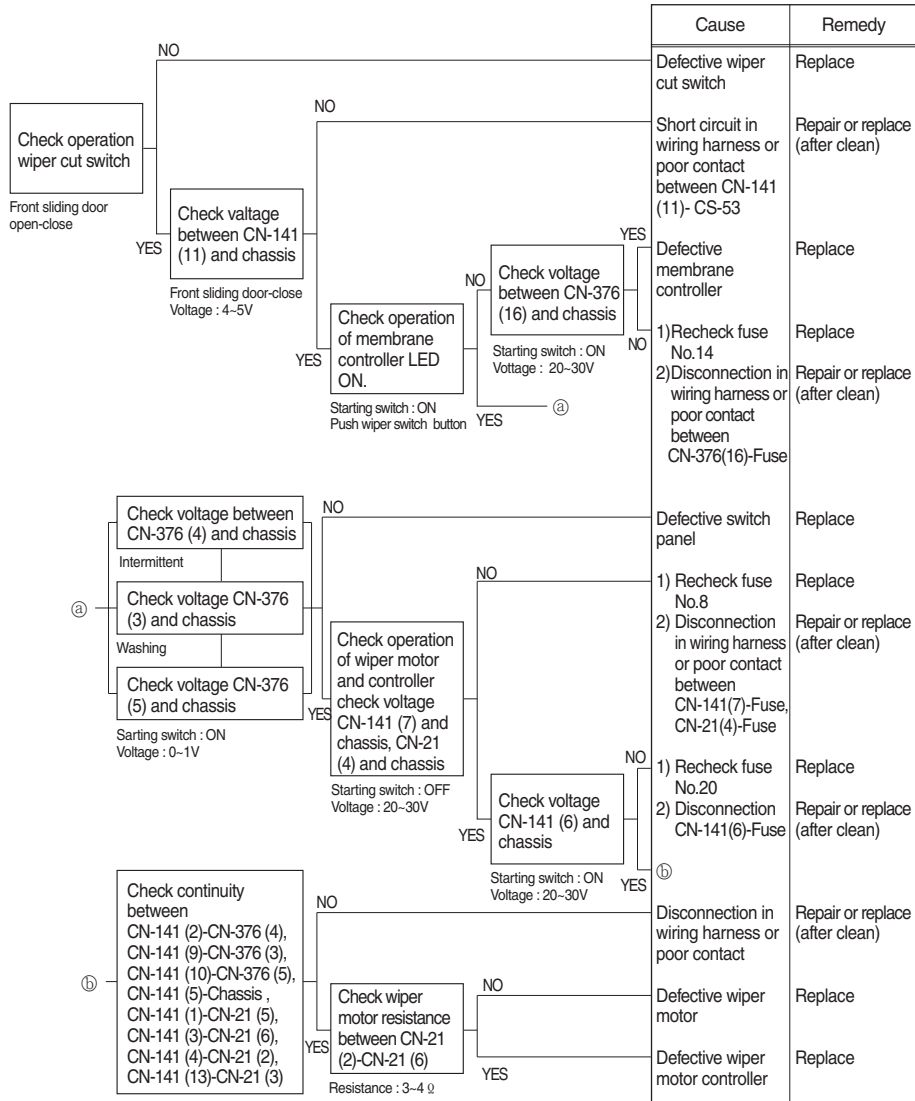 Cause
Remedy
NO
Defective wiper
cut switch
Replace
Check operation
wiper cut switch
Front sliding door
open-close
YES
NO
Short circuit in
wiring harness or
poor contact
between CN-141
(11)- CS-53
Repair or replace
(after clean)
Check valtage
between CN-141
(11) and chassis
Front sliding door-close
Voltage : 4~5V
YES
Check operation
of membrane
controller LED
ON.
Starting switch : ON
Push wiper switch button
NO
Check voltage
between CN-376
(16) and chassis
Starting switch : ON
Vottage : 20~30V
YES
Defective
membrane
controller
Replace
NO
1)Recheck fuse
No.14
Replace
2)Disconnection in
wiring harness or
poor contact
between
CN-376(16)-Fuse
Repair or replace
(after clean)
YES
ⓐ
ⓐ
Check voltage between
CN-376 (4) and chassis
Intermittent
Check voltage CN-376
(3) and chassis
Washing
Check voltage CN-376
(5) and chassis
Sarting switch : ON
Voltage : 0~1V
NO
Defective switch
panel
Replace
YES
Check operation
of wiper motor
and controller
check voltage
CN-141 (7) and
chassis, CN-21
(4) and chassis
Starting switch : OFF
Voltage : 20~30V
NO
1) Recheck fuse
No.8
Replace
2) Disconnection
in wiring harness
or poor contact
between
CN-141(7)-Fuse,
CN-21(4)-Fuse
Repair or replace
(after clean)
YES
Check voltage
CN-141 (6) and
chassis
Starting switch : ON
Voltage : 20~30V
NO
1) Recheck fuse
No.20
Replace
2) Disconnection
CN-141(6)-Fuse
Repair or replace
(after clean)
YES
ⓑ
ⓑ
Check continuity
between
CN-141 (2)-CN-376 (4),
CN-141 (9)-CN-376 (3),
CN-141 (10)-CN-376 (5),
CN-141 (5)-Chassis ,
CN-141 (1)-CN-21 (5),
CN-141 (3)-CN-21 (6),
CN-141 (4)-CN-21 (2),
CN-141 (13)-CN-21 (3)
NO
Disconnection in
wiring harness or
poor contact
Repair or replace
(after clean)
YES
Check wiper
motor resistance
between CN-21
(2)-CN-21 (6)
Resistance : 3~4 Ω
NO
Defective wiper
motor
Replace
YES
Defective wiper
motor controller
Replace